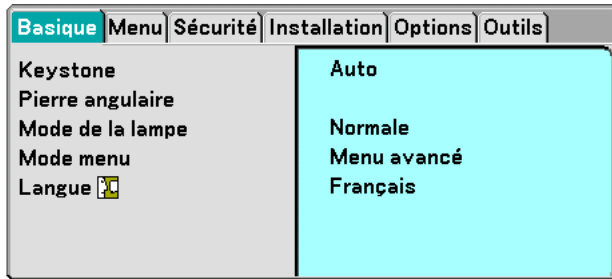 Basique Menu Sécurité Installation Options Outils
Keystone Auto
Pierre angulaire
Mode de la lampe Normale
Mode menu Menu avancé
Langue Français